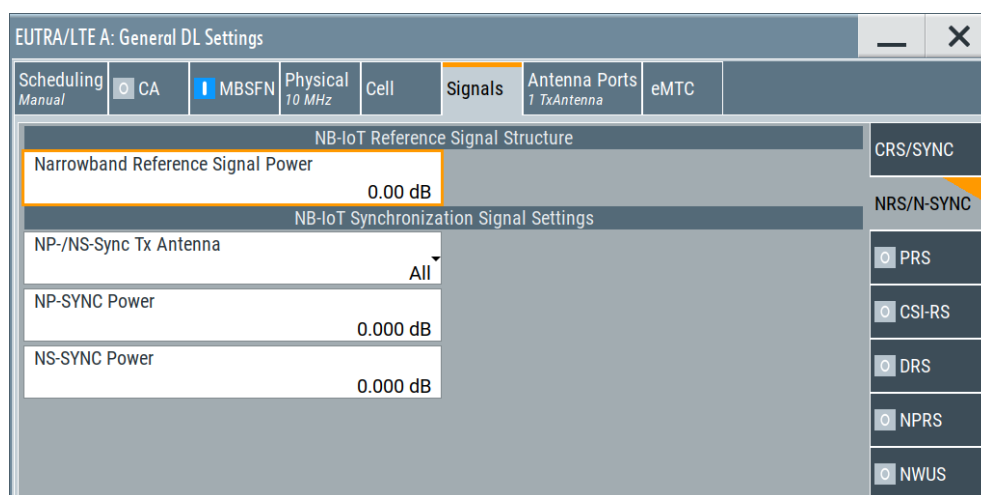 EUTRA/LTE A: General DL Settings
Scheduling
Manual
O CA
I MBSFN
Physical
10 MHz
Cell
Signals
Antenna Ports
1 TxAntenna
eMTC
NB-IoT Reference Signal Structure
Narrowband Reference Signal Power
0.00 dB
NB-IoT Synchronization Signal Settings
NP-/NS-Sync Tx Antenna
All
NP-SYNC Power
0.000 dB
NS-SYNC Power
0.000 dB
CRS/SYNC
NRS/N-SYNC
O PRS
O CSI-RS
O DRS
O NPRS
O NWUS